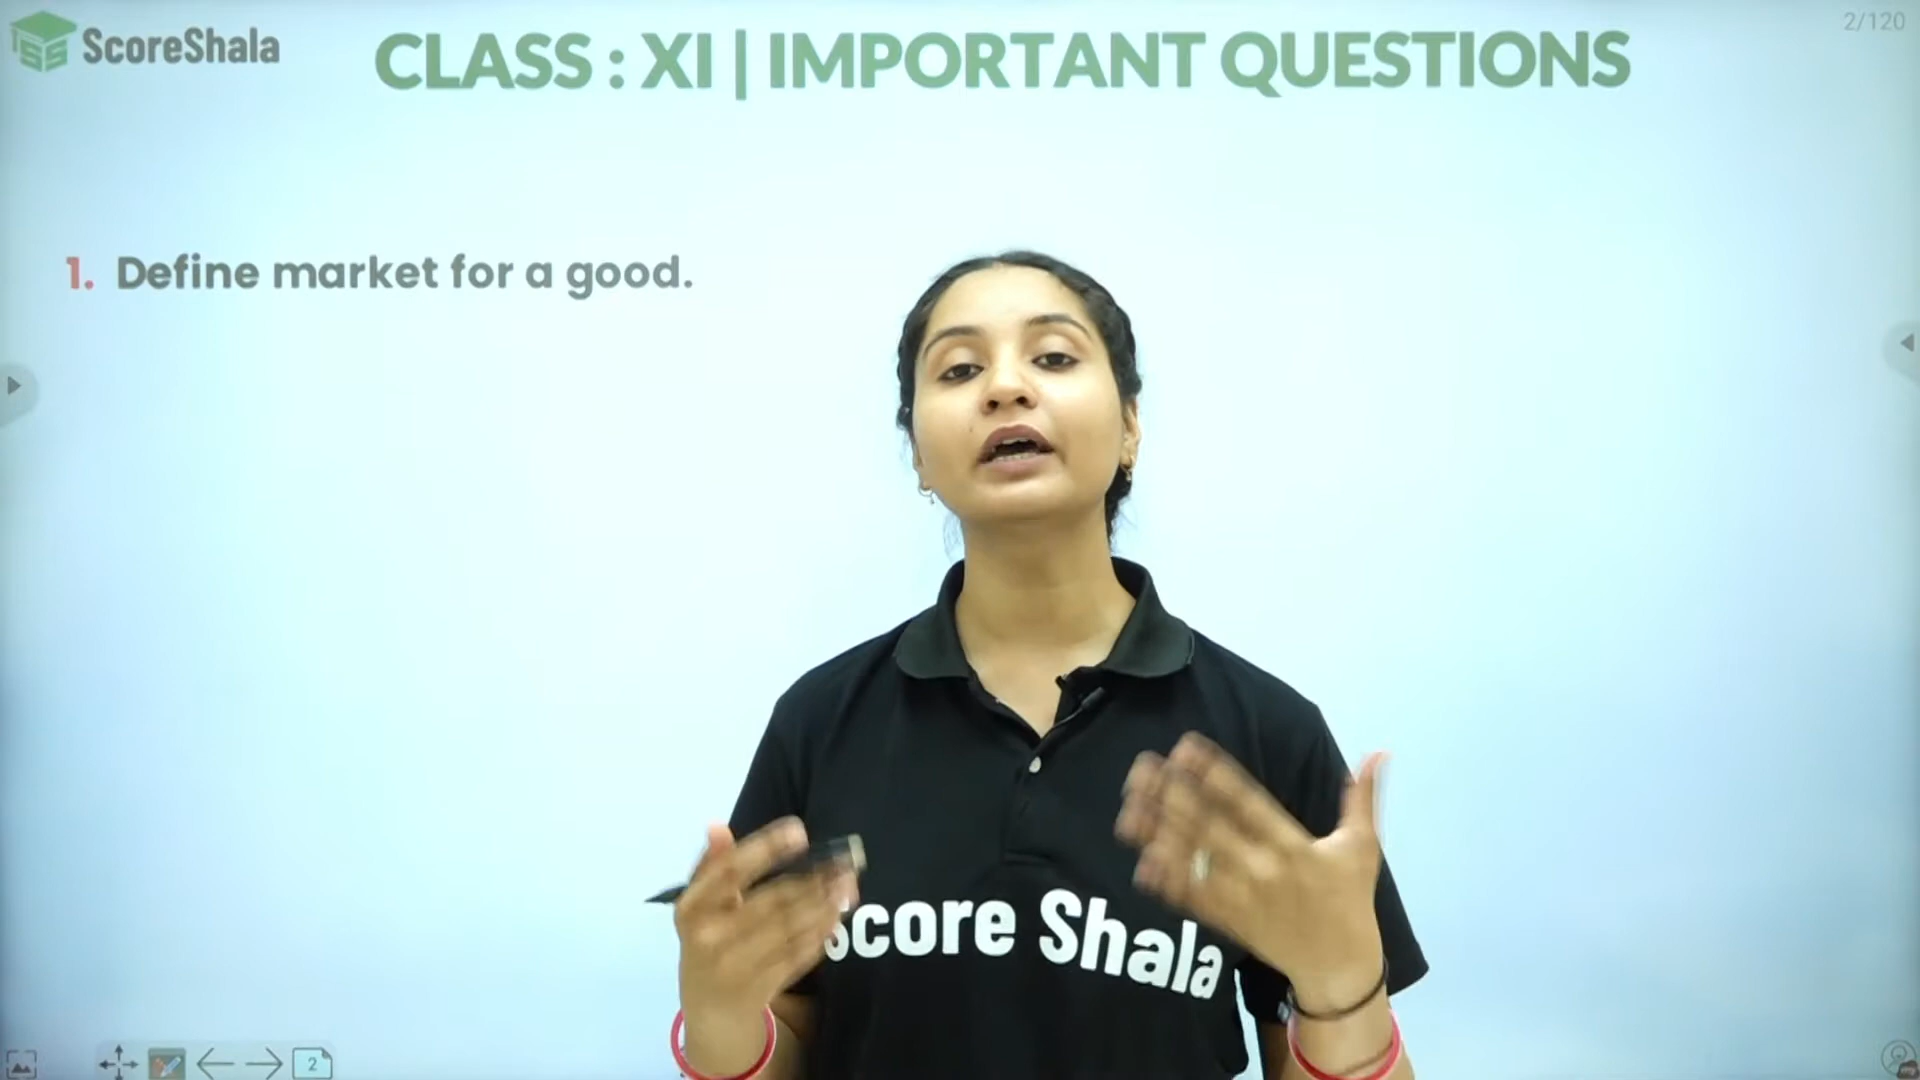 ScoreShala
CLASS : XI | IMPORTANT QUESTIONS
2/120
1. Define market for a good.
Score Shala
2